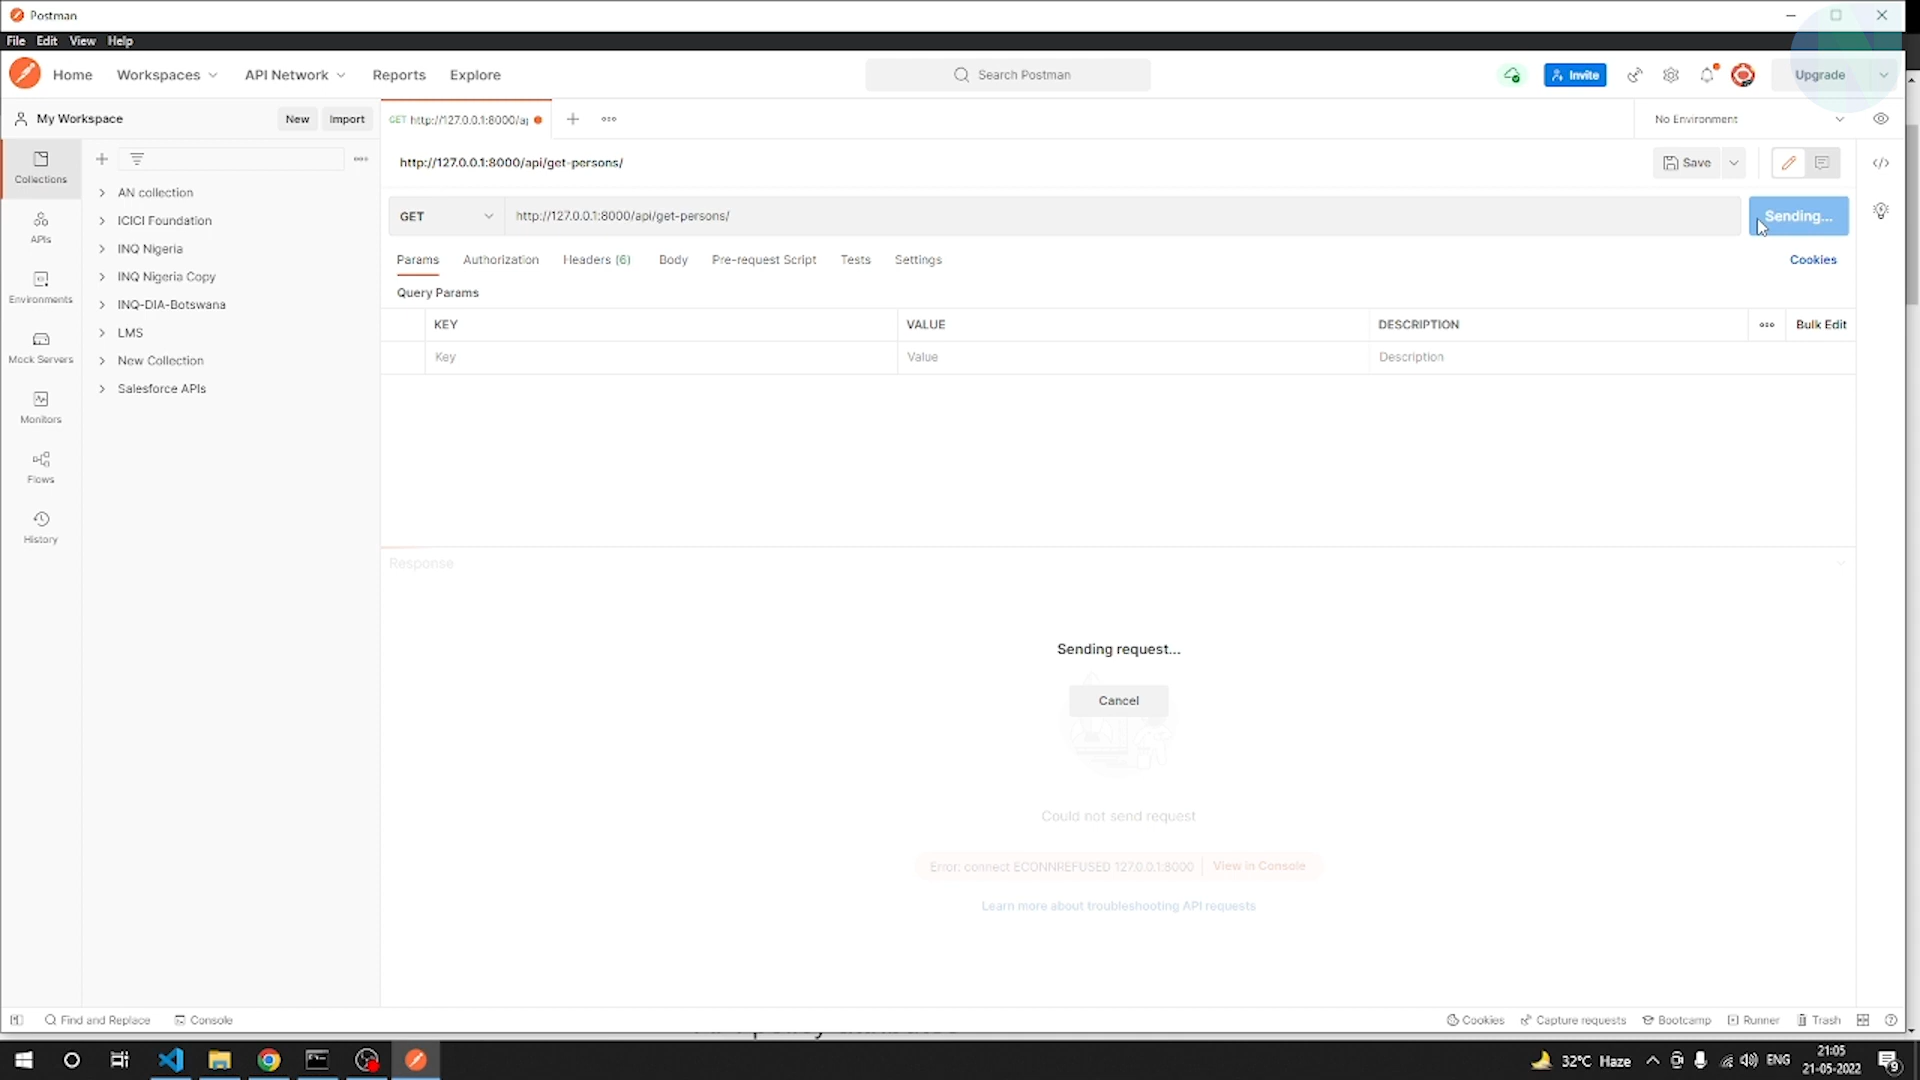 Postman
File Edit View Help
Home Workspaces API Network Reports Explore Search Postman Invite Upgrade
My Workspace New Import GET http://127.0.0.1:8000/ap No Environment
http://127.0.0.1:8000/api/get-persons/ Save
Collections
AN collection
ICICI Foundation
INQ Nigeria
INQ Nigeria Copy
INQ-DIA-Botswana
LMS
New Collection
Salesforce APIs
APIs
Environments
Mock Servers
Monitors
Flows
History
GET http://127.0.0.1:8000/api/get-persons/ Sending...
Params Authorization Headers (6) Body Pre-request Script Tests Settings Cookies
Query Params
KEY VALUE DESCRIPTION Bulk Edit
Key Value Description
Response
Sending request...
Cancel
Could not send request
Error: connect ECONNREFUSED 127.0.0.1:8000 View in Console
Learn more about troubleshooting API requests
Find and Replace Console Cookies Capture requests Bootcamp Runner Trash
32°C Haze ENG 21:05
21-05-2022 9